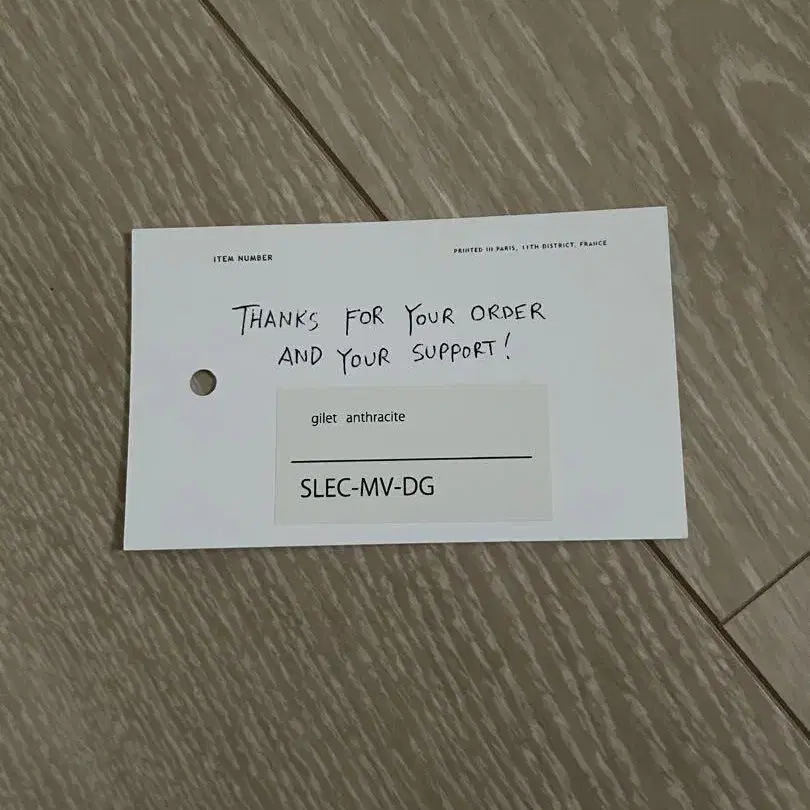 ITEM NUMBER
PRINTED IN PARIS, 11TH DISTRICT, FRANCE
THANKS FOR YOUR ORDER
AND YOUR SUPPORT!
gilet anthracite
SLEC-MV-DG